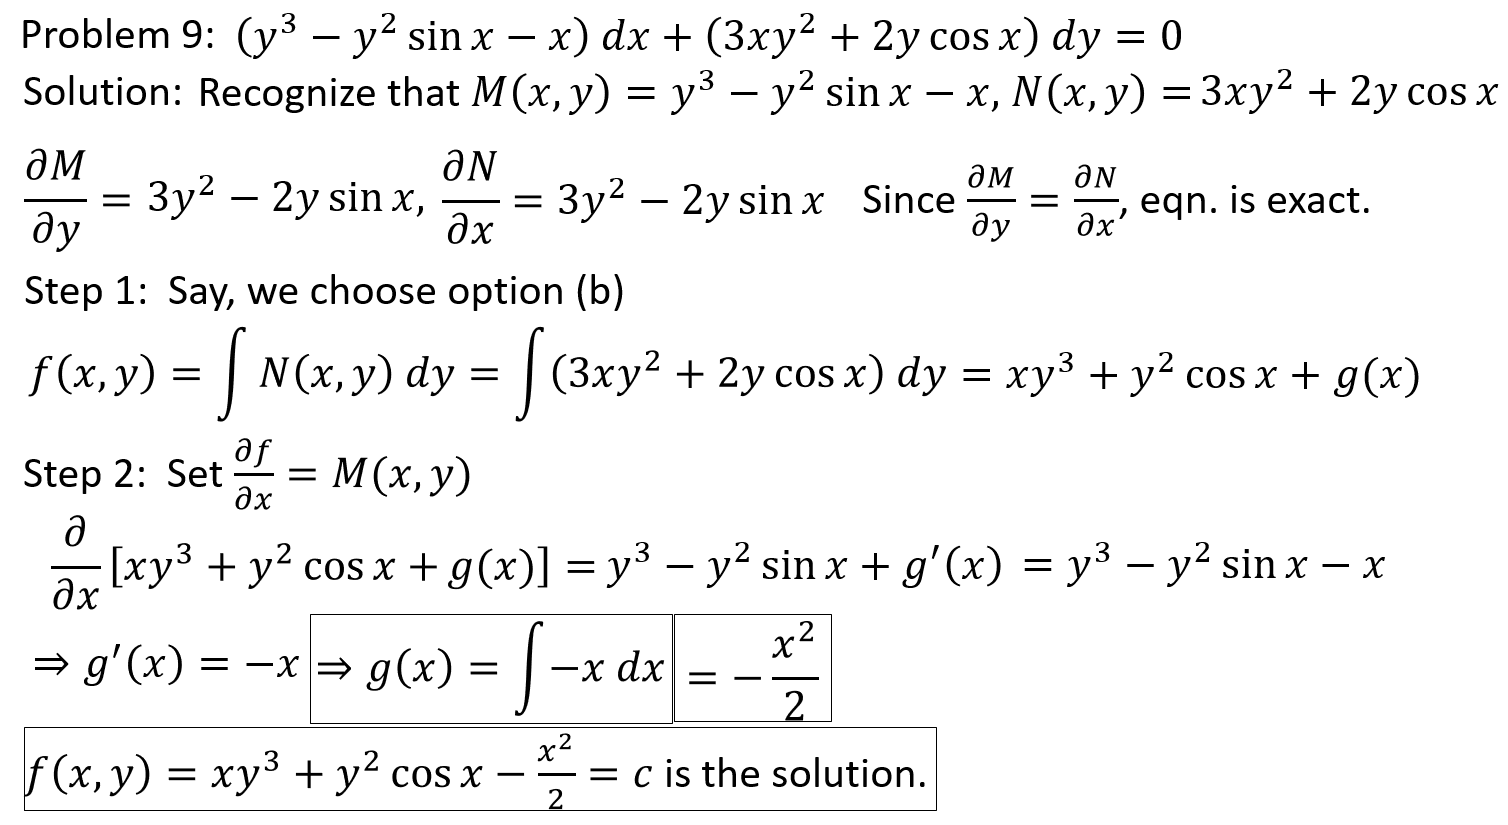 Problem 9: (y³ − y² sin x − x) dx + (3xy² + 2y cos x) dy = 0
Solution: Recognize that M(x, y) = y³ − y² sin x − x, N(x, y) = 3xy² + 2y cos x
∂M/∂y = 3y² − 2y sin x, ∂N/∂x = 3y² − 2y sin x Since ∂M/∂y = ∂N/∂x, eqn. is exact.
Step 1: Say, we choose option (b)
f(x, y) = ∫ N(x, y) dy = ∫ (3xy² + 2y cos x) dy = xy³ + y² cos x + g(x)
Step 2: Set ∂f/∂x = M(x, y)
∂/∂x [xy³ + y² cos x + g(x)] = y³ − y² sin x + g′(x) = y³ − y² sin x − x
⇒ g′(x) = −x ⇒ g(x) = ∫ −x dx = − x²/2
f(x, y) = xy³ + y² cos x − x²/2 = c is the solution.